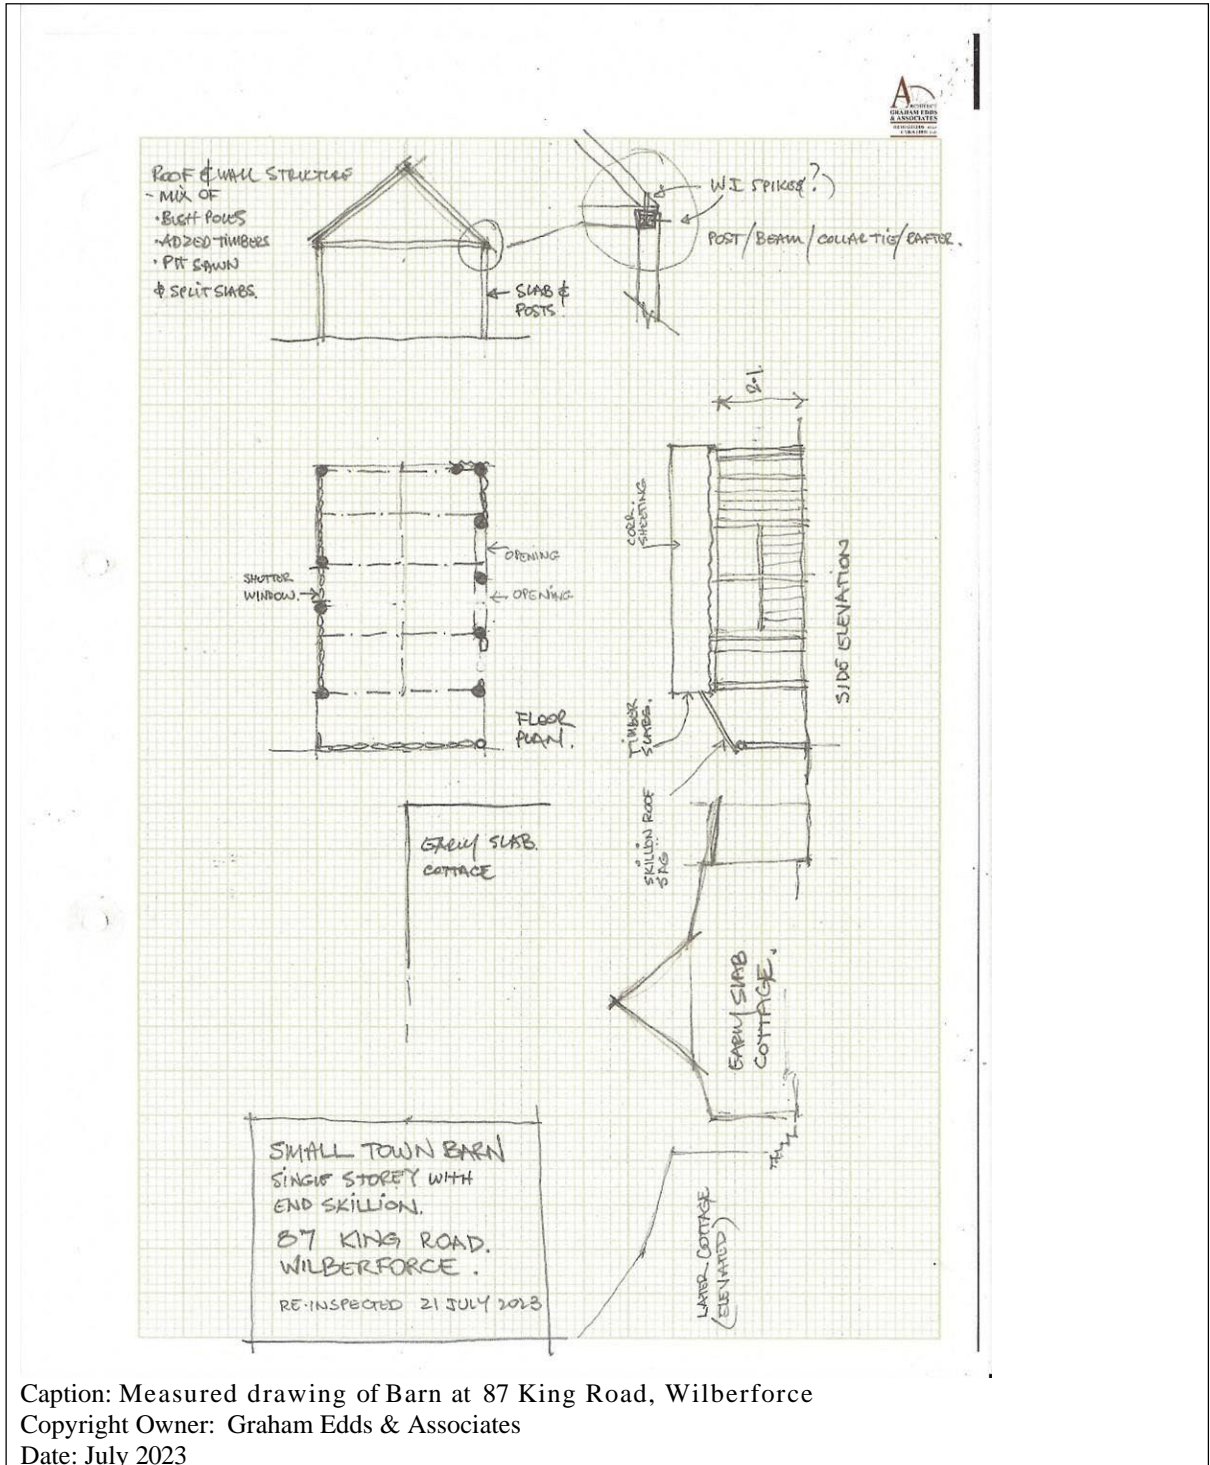 ARCHITECT
GRAHAM EDDS
& ASSOCIATES
ROOF & WALL STRUCTURE
- MIX OF
• BUSH POLES
• ADZED TIMBERS
• PIT SAWN
& SPLIT SLABS.
SLAB &
POSTS
WI SPIKES(?)
POST/BEAM/COLLAR TIE/RAFTER.
2.1.
CORR.
SHEETING
SIDE ELEVATION
OPENING
OPENING
SHUTTER
WINDOW.
FLOOR
PLAN.
TIMBER
SLABS.
SKILLION ROOF
SAG
EARLY SLAB.
COTTAGE
EARLY SLAB
COTTAGE.
LATER COTTAGE
(ELEVATED)
SMALL TOWN BARN
SINGLE STOREY WITH
END SKILLION.
87 KING ROAD.
WILBERFORCE.
RE-INSPECTED 21 JULY 2023
Caption: Measured drawing of Barn at 87 King Road, Wilberforce
Copyright Owner: Graham Edds & Associates
Date: July 2023